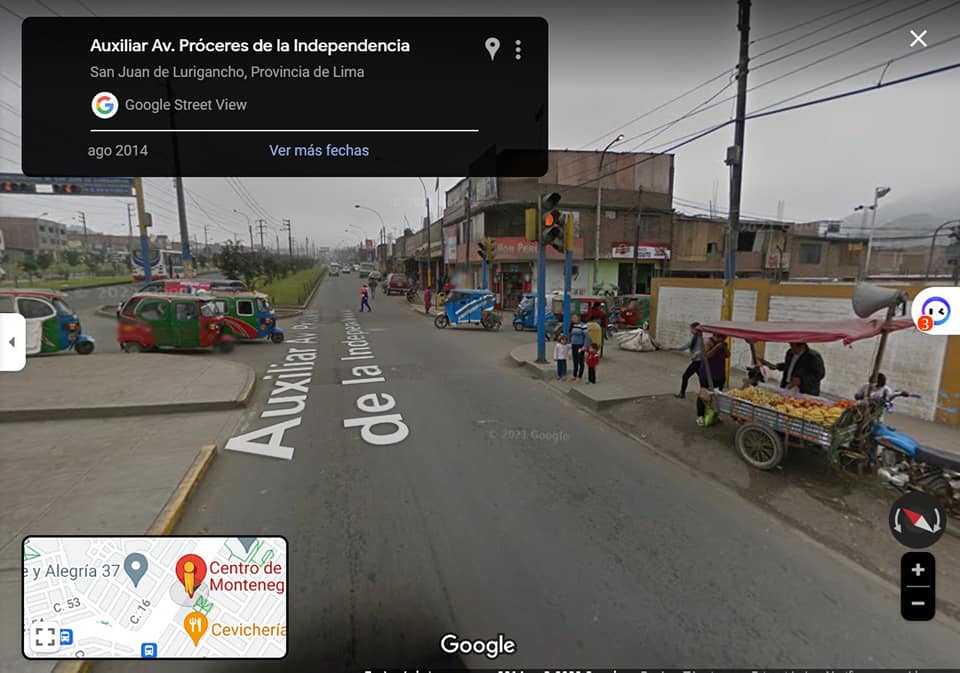 Auxiliar Av. Próceres de la Independencia
San Juan de Lurigancho, Provincia de Lima
Google Street View
ago 2014
Ver más fechas
Auxiliar Av. Pr
de la Indepe
© 2021 Google
3
e y Alegría 37
Centro de
Monteneg
C. 53
C. 16
Cevichería
Google